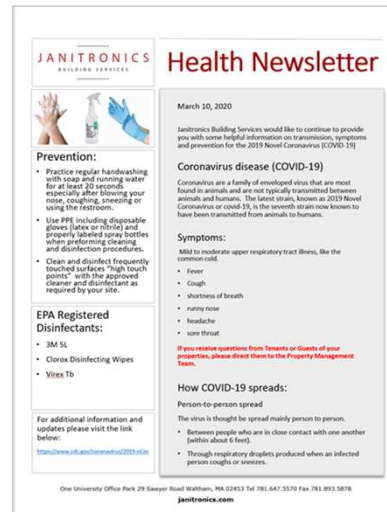 JANITRONICS
BUILDING SERVICES
Health Newsletter
Prevention:
• Practice regular handwashing
with soap and running water
for at least 20 seconds
especially after blowing your
nose, coughing, sneezing or
using the restroom.
• Use PPE including disposable
gloves (latex or nitrile) and
properly labeled spray bottles
when preforming cleaning
and disinfection procedures.
• Clean and disinfect frequently
touched surfaces "high touch
points" with the approved
cleaner and disinfectant as
required by your site.
EPA Registered
Disinfectants:
• 3M 5L
• Clorox Disinfecting Wipes
• Virex Tb
For additional information and
updates please visit the link
below:
https://www.cdc.gov/coronavirus/2019-nCov
March 10, 2020
Janitronics Building Services would like to continue to provide
you with some helpful information on transmission, symptoms
and prevention for the 2019 Novel Coronavirus (COVID-19)
Coronavirus disease (COVID-19)
Coronavirus are a family of enveloped virus that are most
found in animals and are not typically transmitted between
animals and humans. The latest strain, known as 2019 Novel
Coronavirus or covid-19, is the seventh strain now known to
have been transmitted from animals to humans.
Symptoms:
Mild to moderate upper respiratory tract illness, like the
common cold.
• Fever
• Cough
• shortness of breath
• runny nose
• headache
• sore throat
If you receive questions from Tenants or Guests of your
properties, please direct them to the Property Management
Team.
How COVID-19 spreads:
Person-to-person spread
The virus is thought be spread mainly person to person.
• Between people who are in close contact with one another
(within about 6 feet).
• Through respiratory droplets produced when an infected
person coughs or sneezes.
One University Office Park 29 Sawyer Road Waltham, MA 02453 Tel 781.647.5570 Fax 781.893.5878
janitronics.com